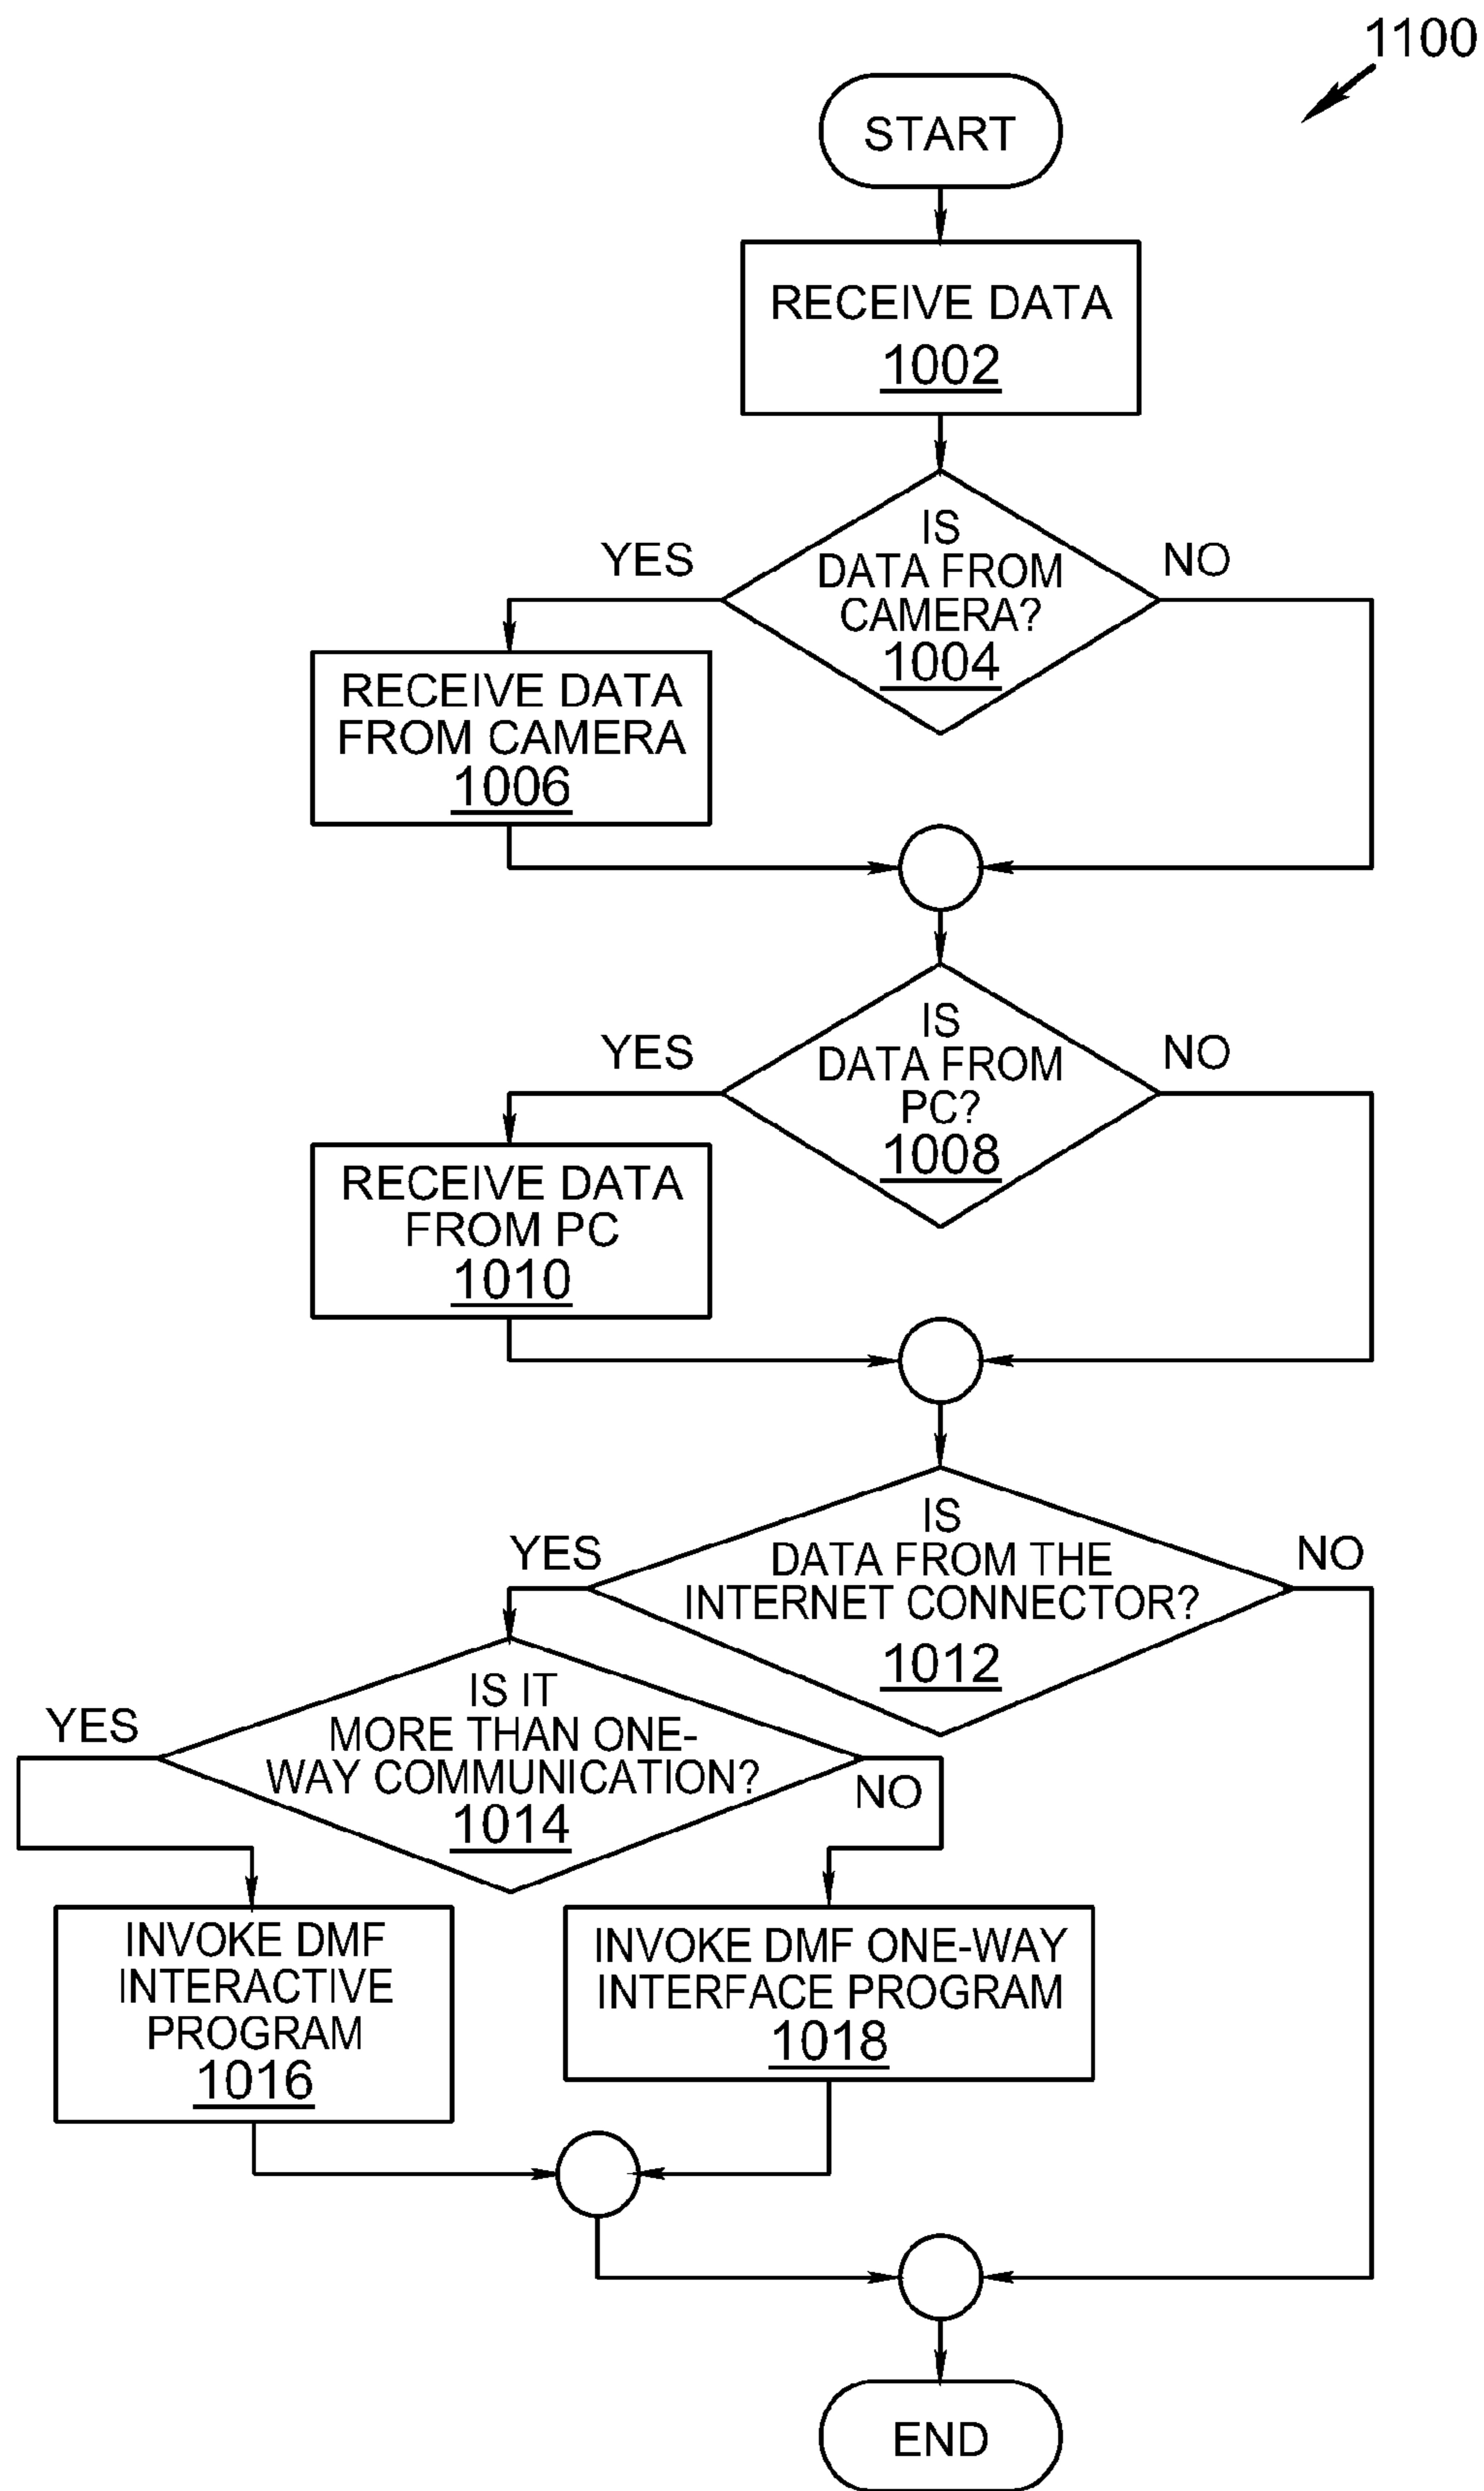 1100
START
RECEIVE DATA
1002
IS
DATA FROM
CAMERA?
1004
YES
NO
RECEIVE DATA
FROM CAMERA
1006
IS
DATA FROM
PC?
1008
YES
NO
RECEIVE DATA
FROM PC
1010
IS
DATA FROM THE
INTERNET CONNECTOR?
1012
YES
NO
IS IT
MORE THAN ONE-
WAY COMMUNICATION?
1014
YES
NO
INVOKE DMF
INTERACTIVE
PROGRAM
1016
INVOKE DMF ONE-WAY
INTERFACE PROGRAM
1018
END